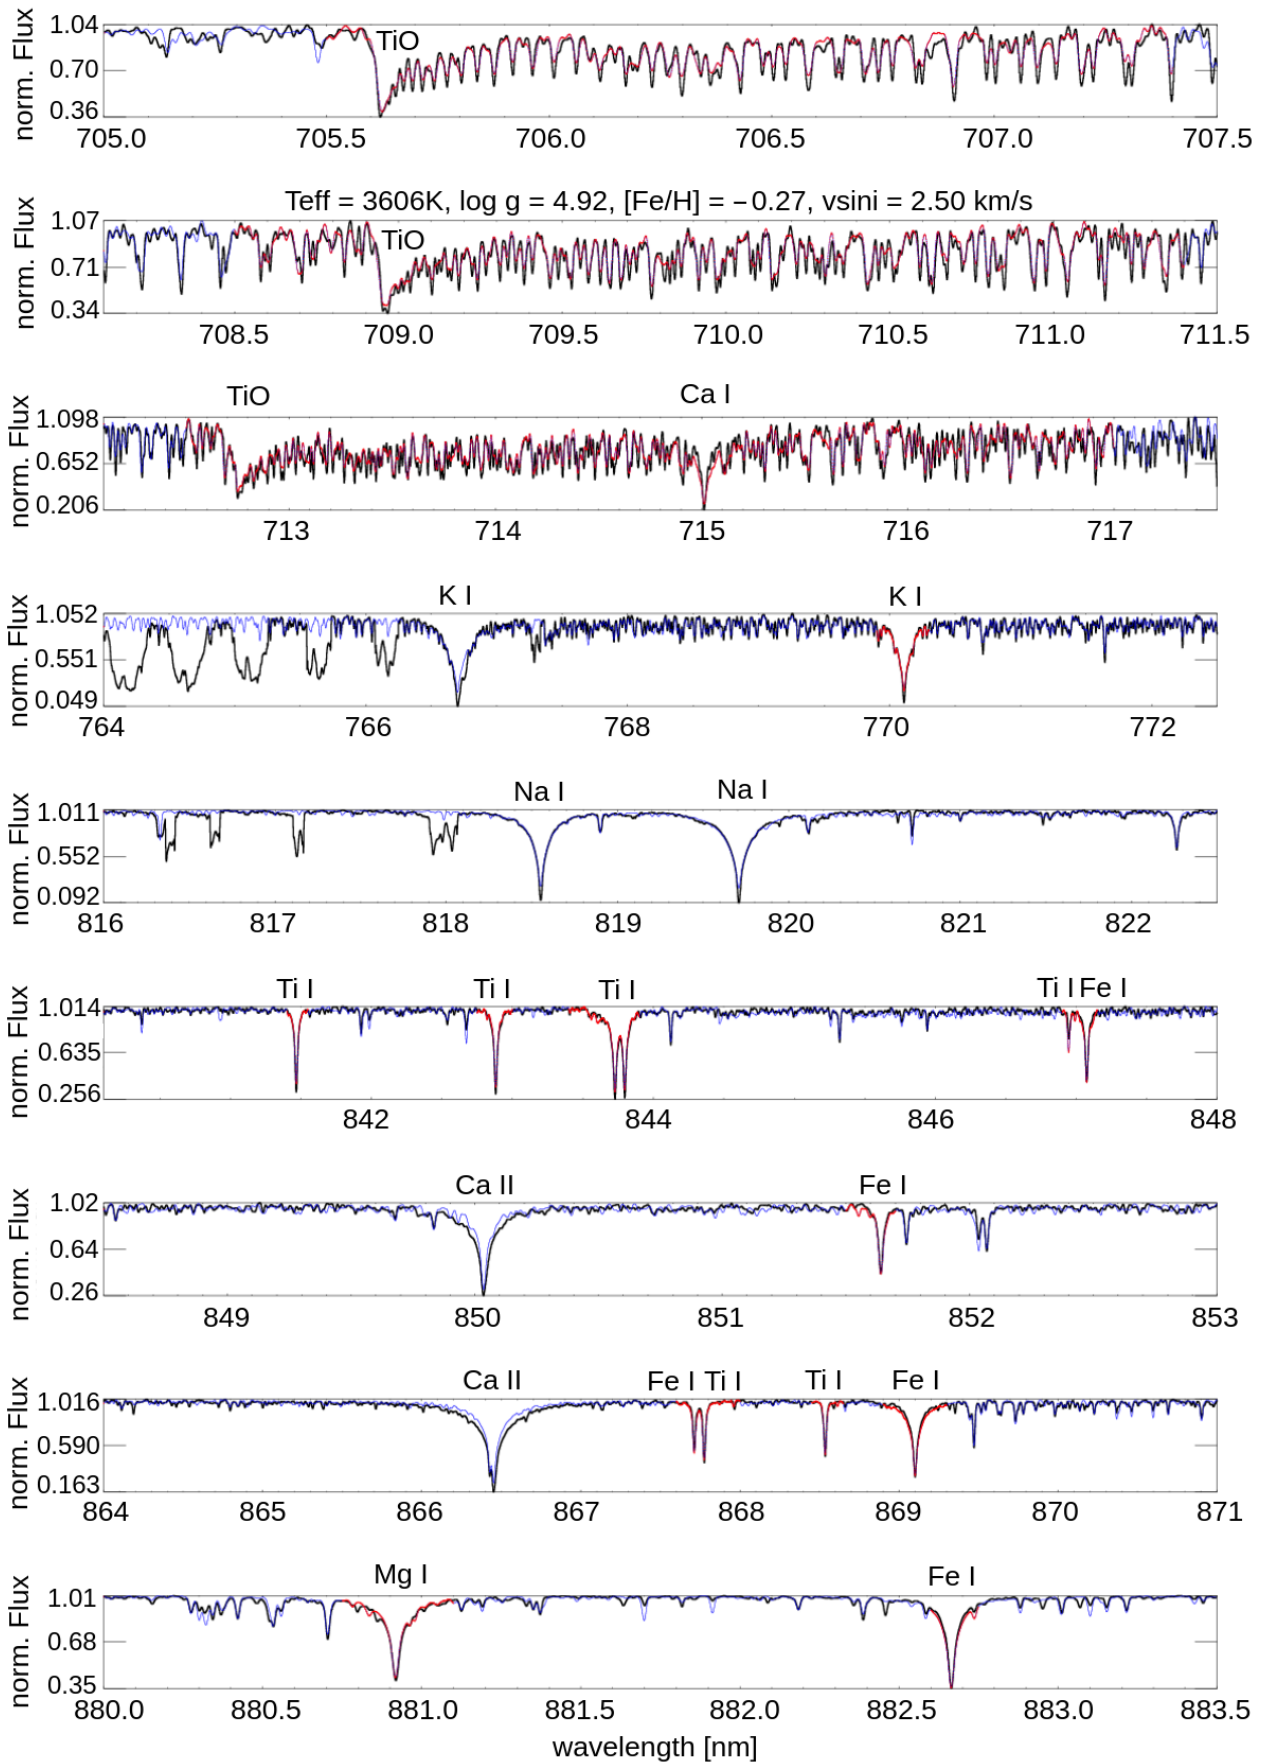 norm. Flux
1.04
0.70
0.36
TiO
705.0 705.5 706.0 706.5 707.0 707.5
Teff = 3606K, log g = 4.92, [Fe/H] = −0.27, vsini = 2.50 km/s
norm. Flux
1.07
0.71
0.34
TiO
708.5 709.0 709.5 710.0 710.5 711.0 711.5
TiO Ca I
norm. Flux
1.098
0.652
0.206
713 714 715 716 717
K I K I
norm. Flux
1.052
0.551
0.049
764 766 768 770 772
Na I Na I
norm. Flux
1.011
0.552
0.092
816 817 818 819 820 821 822
Ti I Ti I Ti I Ti I Fe I
norm. Flux
1.014
0.635
0.256
842 844 846 848
Ca II Fe I
norm. Flux
1.02
0.64
0.26
849 850 851 852 853
Ca II Fe I Ti I Ti I Fe I
norm. Flux
1.016
0.590
0.163
864 865 866 867 868 869 870 871
Mg I Fe I
norm. Flux
1.01
0.68
0.35
880.0 880.5 881.0 881.5 882.0 882.5 883.0 883.5
wavelength [nm]